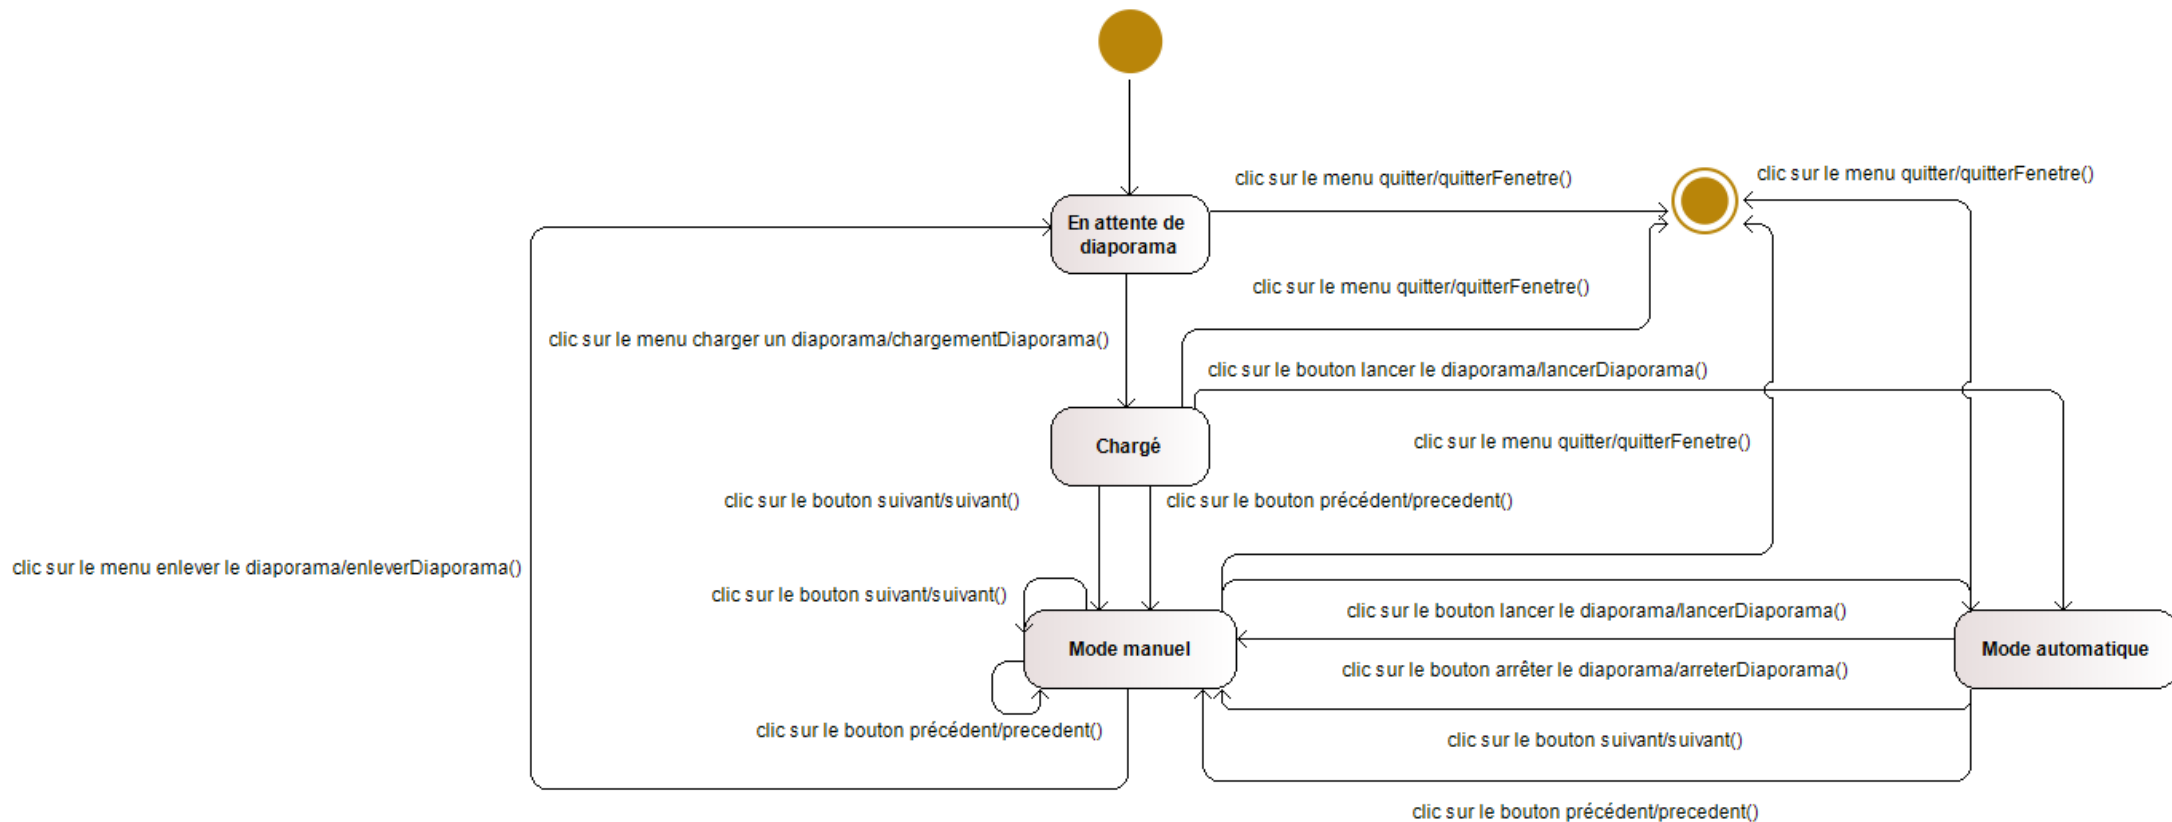 clic sur le menu quitter/quitterFenetre()
clic sur le menu quitter/quitterFenetre()
En attente de
diaporama
clic sur le menu quitter/quitterFenetre()
clic sur le menu charger un diaporama/chargementDiaporama()
clic sur le bouton lancer le diaporama/lancerDiaporama()
Chargé
clic sur le menu quitter/quitterFenetre()
clic sur le bouton suivant/suivant()
clic sur le bouton précédent/precedent()
clic sur le menu enlever le diaporama/enleverDiaporama()
clic sur le bouton suivant/suivant()
clic sur le bouton lancer le diaporama/lancerDiaporama()
Mode manuel
Mode automatique
clic sur le bouton arrêter le diaporama/arreterDiaporama()
clic sur le bouton précédent/precedent()
clic sur le bouton suivant/suivant()
clic sur le bouton précédent/precedent()